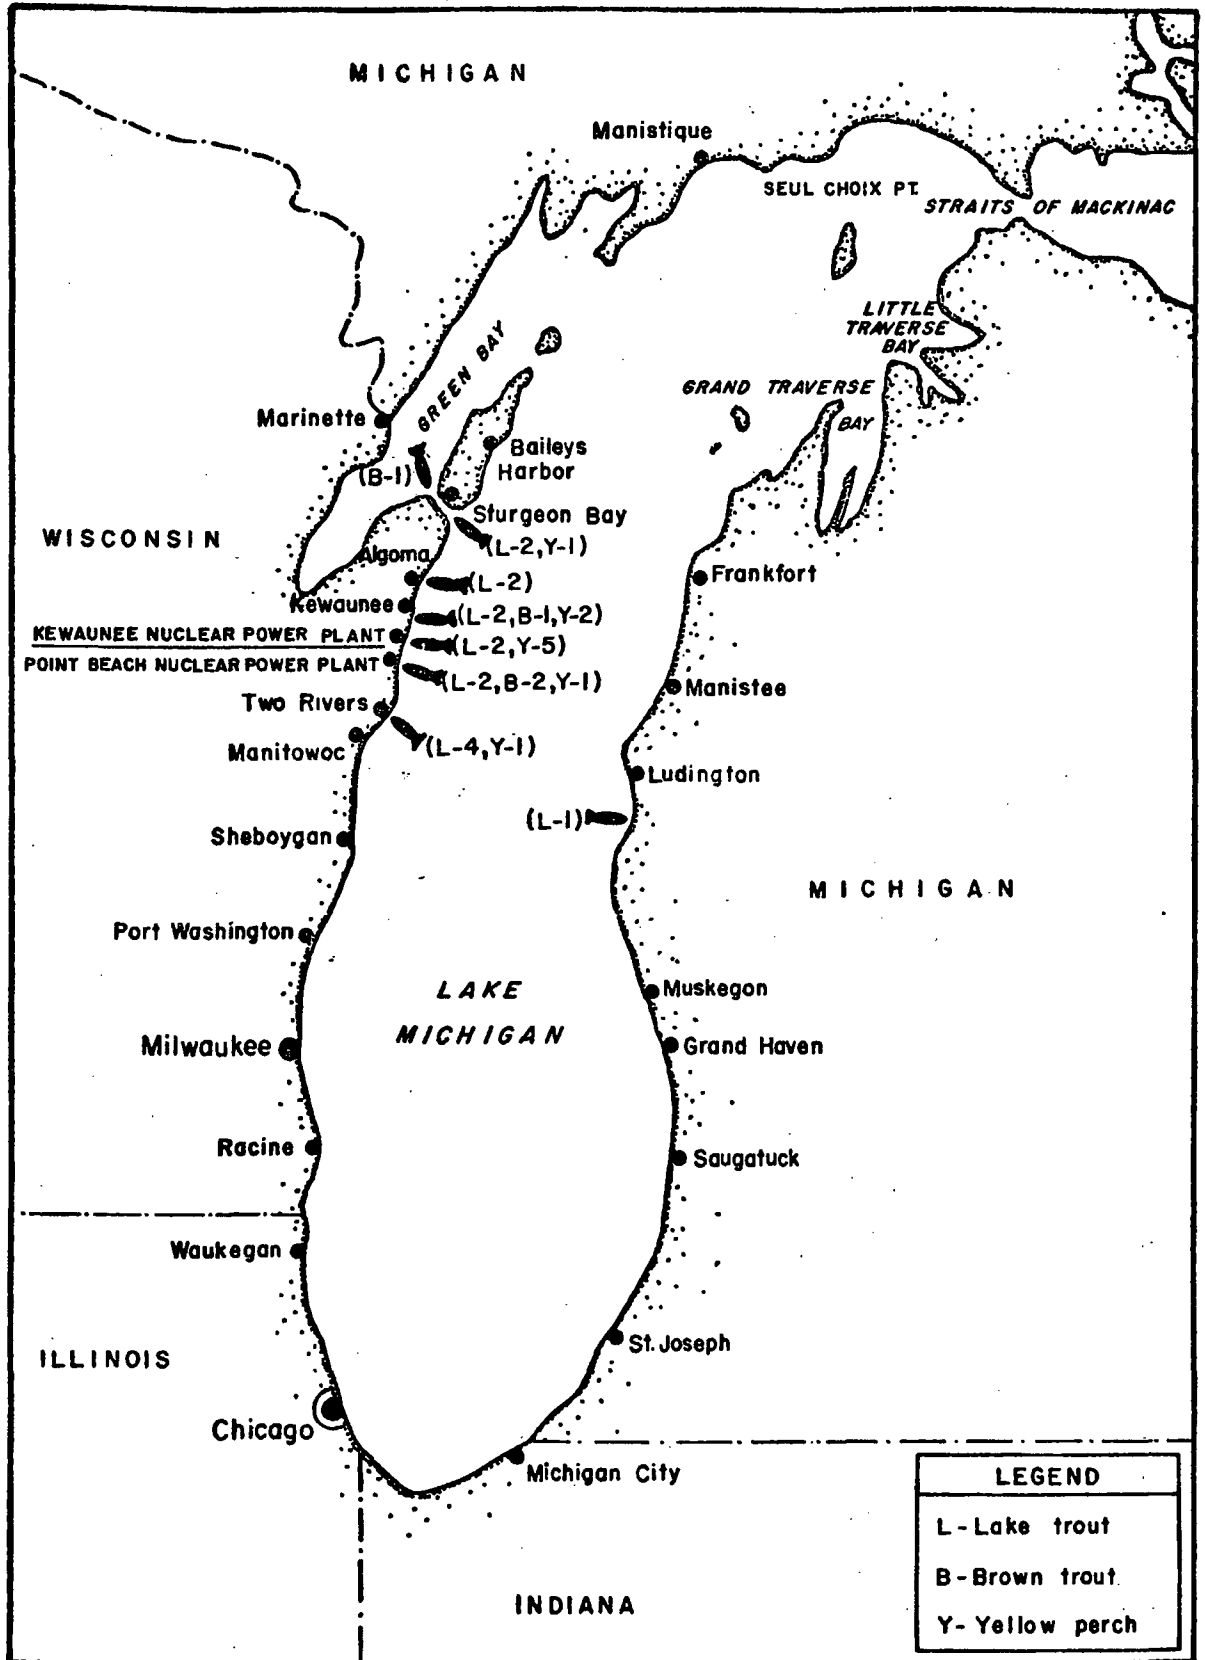 MICHIGAN
Manistique
SEUL CHOIX PT.
STRAITS OF MACKINAC
LITTLE
TRAVERSE
BAY
GREEN BAY
GRAND TRAVERSE
BAY
Marinette
Baileys
Harbor
(B-1)
Sturgeon Bay
WISCONSIN
(L-2,Y-1)
Algoma
(L-2)
Frankfort
Kewaunee
(L-2,B-1,Y-2)
KEWAUNEE NUCLEAR POWER PLANT
(L-2,Y-5)
POINT BEACH NUCLEAR POWER PLANT
(L-2,B-2,Y-1)
Manistee
Two Rivers
Manitowoc
(L-4,Y-1)
Ludington
(L-1)
Sheboygan
MICHIGAN
Port Washington
LAKE
MICHIGAN
Muskegon
Milwaukee
Grand Haven
Racine
Saugatuck
Waukegan
St. Joseph
ILLINOIS
Chicago
Michigan City
LEGEND
L-Lake trout
B-Brown trout
Y-Yellow perch
INDIANA